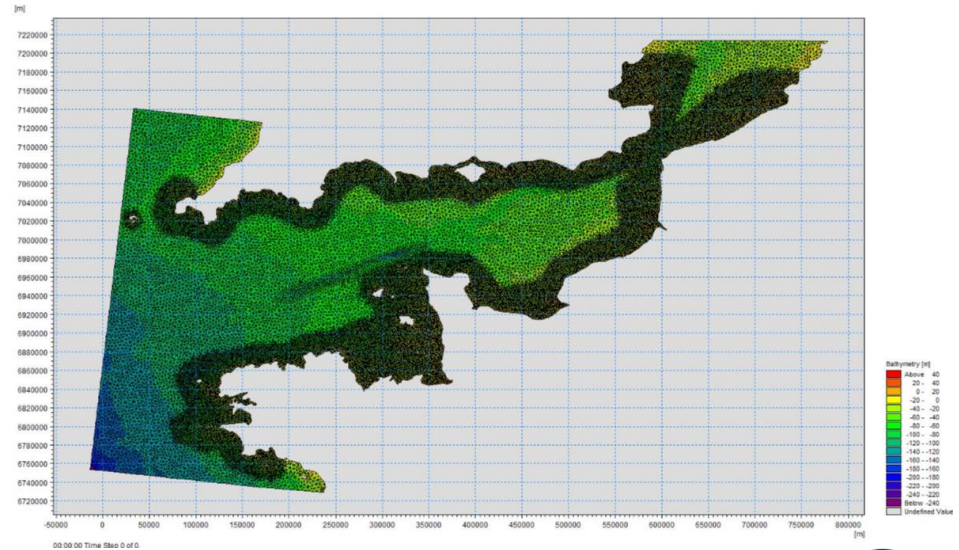 [m]
7220000
7200000
7180000
7160000
7140000
7120000
7100000
7080000
7060000
7040000
7020000
7000000
6980000
6960000
6940000
6920000
6900000
6880000
6860000
6840000
6820000
6800000
6780000
6760000
6740000
6720000
-50000 0 50000 100000 150000 200000 250000 300000 350000 400000 450000 500000 550000 600000 650000 700000 750000 800000
[m]
00:00:00 Time Step 0 of 0.
Bathymetry [m]
Above 40
20 - 40
0 - 20
-20 - 0
-40 - -20
-60 - -40
-80 - -60
-100 - -80
-120 - -100
-140 - -120
-160 - -140
-180 - -160
-200 - -180
-220 - -200
-240 - -220
Below -240
Undefined Value